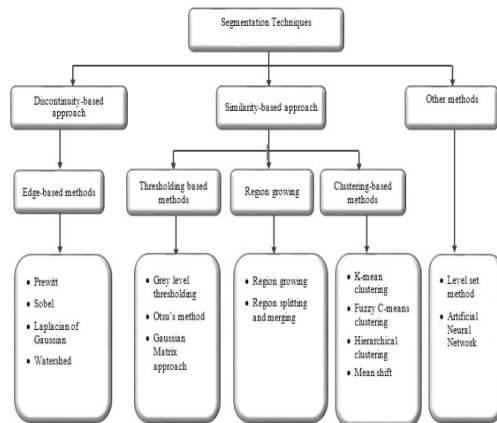 Segmentation Techniques
Discontinuity-based
approach
Similarity-based approach
Other methods
Edge-based methods
Thresholding based
methods
Region growing
Clustering-based
methods
Prewitt
Sobel
Laplacian of
Gaussian
Watershed
Grey level
thresholding
Otsu's method
Gaussian
Matrix
approach
Region growing
Region splitting
and merging
K-mean
clustering
Fuzzy C-means
clustering
Hierarchical
clustering
Mean shift
Level set
method
Artificial
Neural
Network